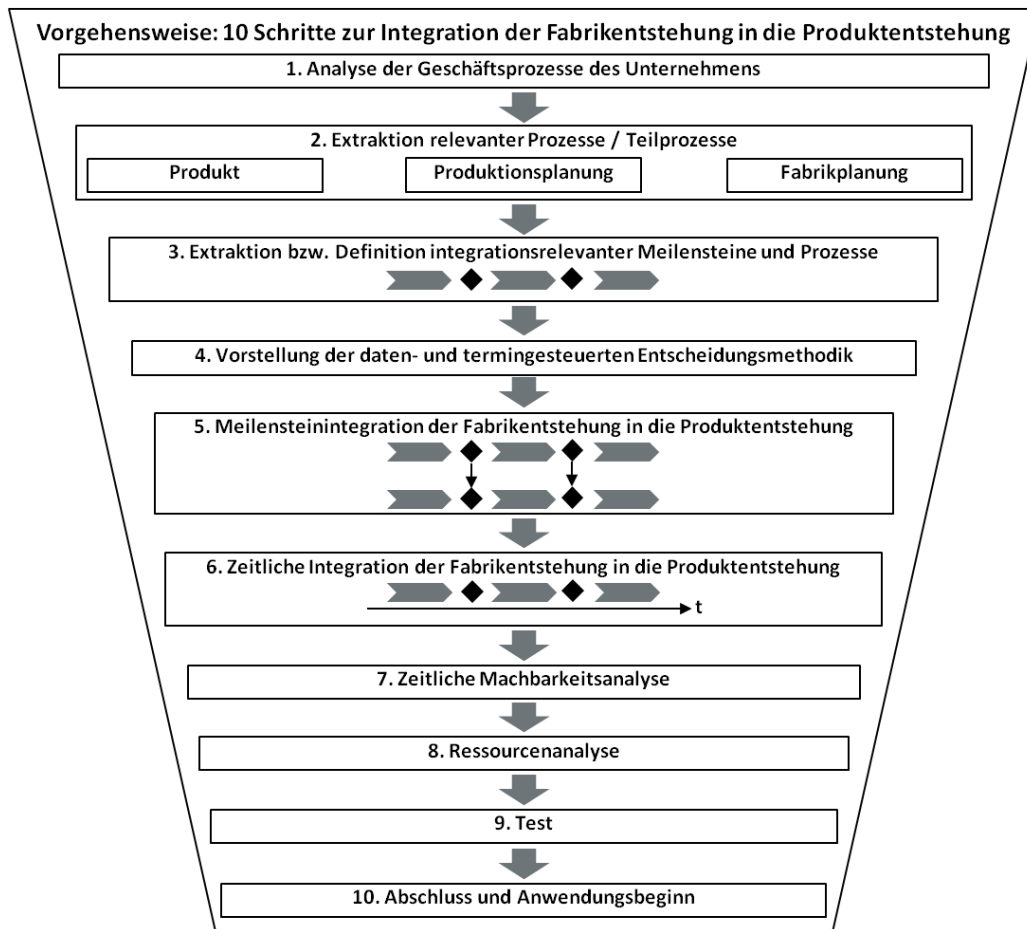 Vorgehensweise: 10 Schritte zur Integration der Fabrikentstehung in die Produktentstehung
1. Analyse der Geschäftsprozesse des Unternehmens
2. Extraktion relevanter Prozesse / Teilprozesse
Produkt
Produktionsplanung
Fabrikplanung
3. Extraktion bzw. Definition integrationsrelevanter Meilensteine und Prozesse
4. Vorstellung der daten- und termingesteuerten Entscheidungsmethodik
5. Meilensteinintegration der Fabrikentstehung in die Produktentstehung
6. Zeitliche Integration der Fabrikentstehung in die Produktentstehung
t
7. Zeitliche Machbarkeitsanalyse
8. Ressourcenanalyse
9. Test
10. Abschluss und Anwendungsbeginn